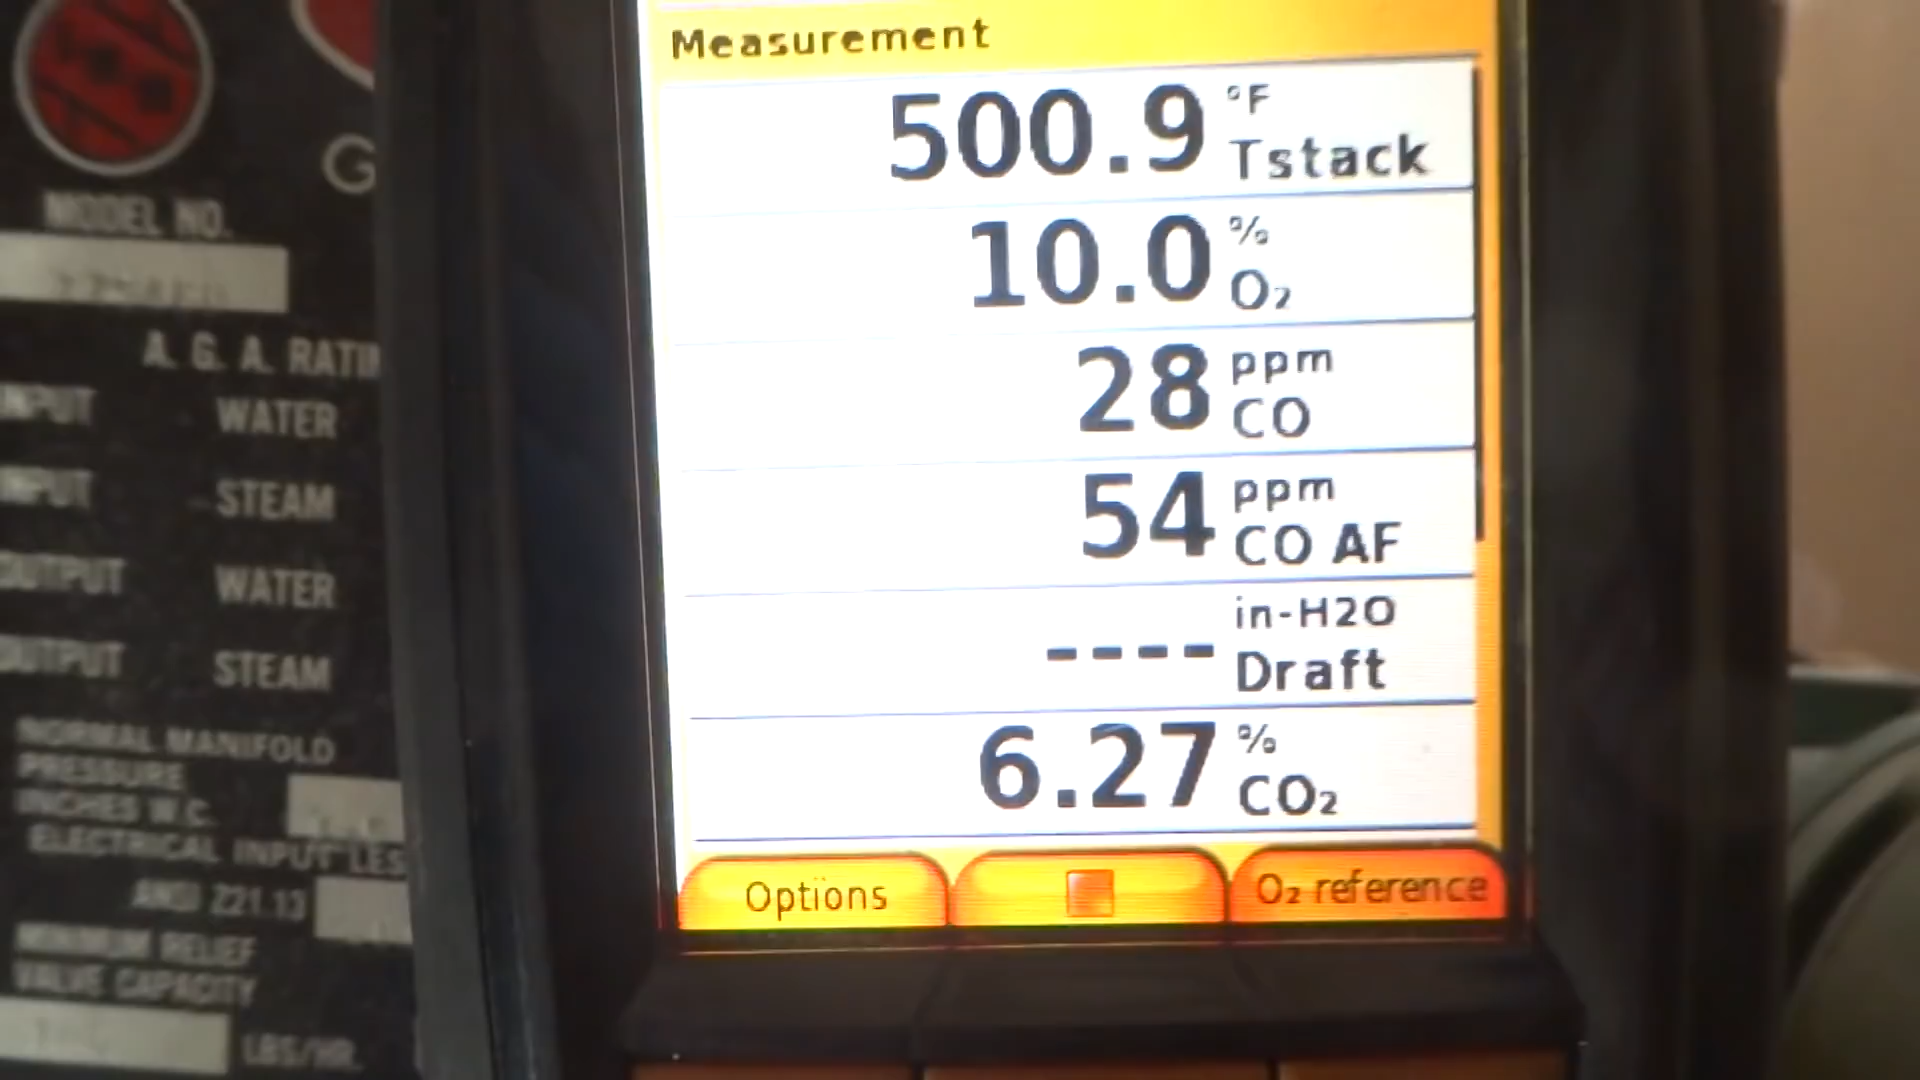 MODEL NO.
G
A. G. A. RATIN
INPUT WATER
INPUT - STEAM
OUTPUT WATER
OUTPUT STEAM
NORMAL MANIFOLD
PRESSURE
INCHES W.C.
ELECTRICAL INPUT LES
ANSI Z21.13
MINIMUM RELIEF
VALVE CAPACITY
LBS/HR.
Measurement
500.9 °F Tstack
10.0 % O₂
28 ppm CO
54 ppm CO AF
---- in-H2O Draft
6.27 % CO₂
Options
O₂ reference